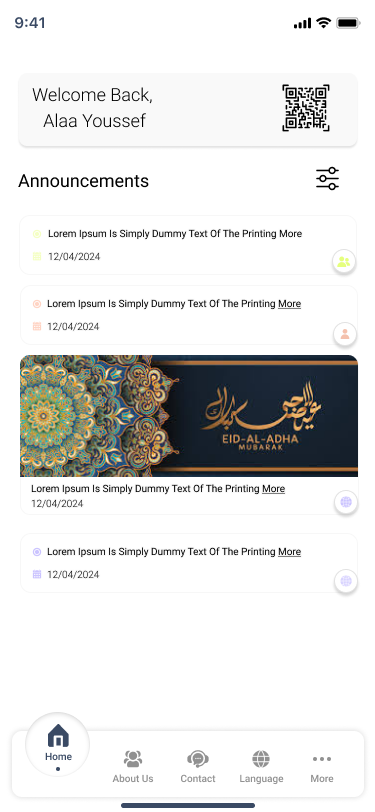 9:41
Welcome Back,
Alaa Youssef
Announcements
Lorem Ipsum Is Simply Dummy Text Of The Printing More
12/04/2024
Lorem Ipsum Is Simply Dummy Text Of The Printing More
12/04/2024
عيد أضحى مبارك
EID-AL-ADHA
MUBARAK
Lorem Ipsum Is Simply Dummy Text Of The Printing More
12/04/2024
Lorem Ipsum Is Simply Dummy Text Of The Printing More
12/04/2024
Home
About Us
Contact
Language
More